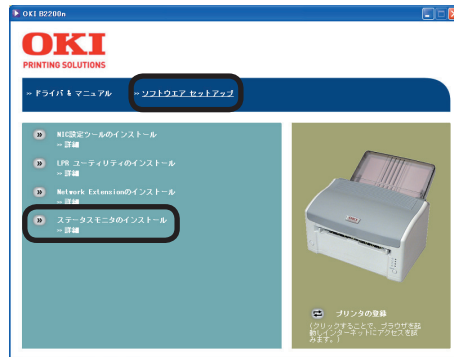 OKI B2200n
OKI
PRINTING SOLUTIONS
» ドライバ & マニュアル » ソフトウエア セットアップ
» NIC設定ツールのインストール
» 詳細
» LPR ユーティリティのインストール
» 詳細
» Network Extensionのインストール
» 詳細
» ステータスモニタのインストール
» 詳細
OKI
プリンタの登録
(クリックすることで、ブラウザを起
動しインターネットにアクセスを試
みます。)